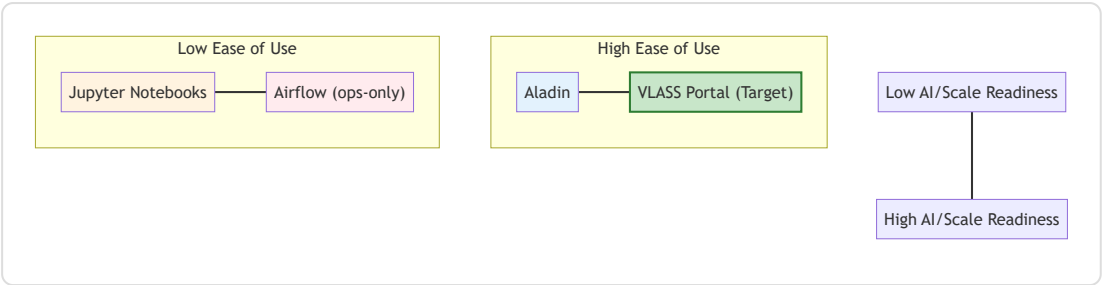 Low Ease of Use
Jupyter Notebooks
Airflow (ops-only)
High Ease of Use
Aladin
VLASS Portal (Target)
Low AI/Scale Readiness
High AI/Scale Readiness